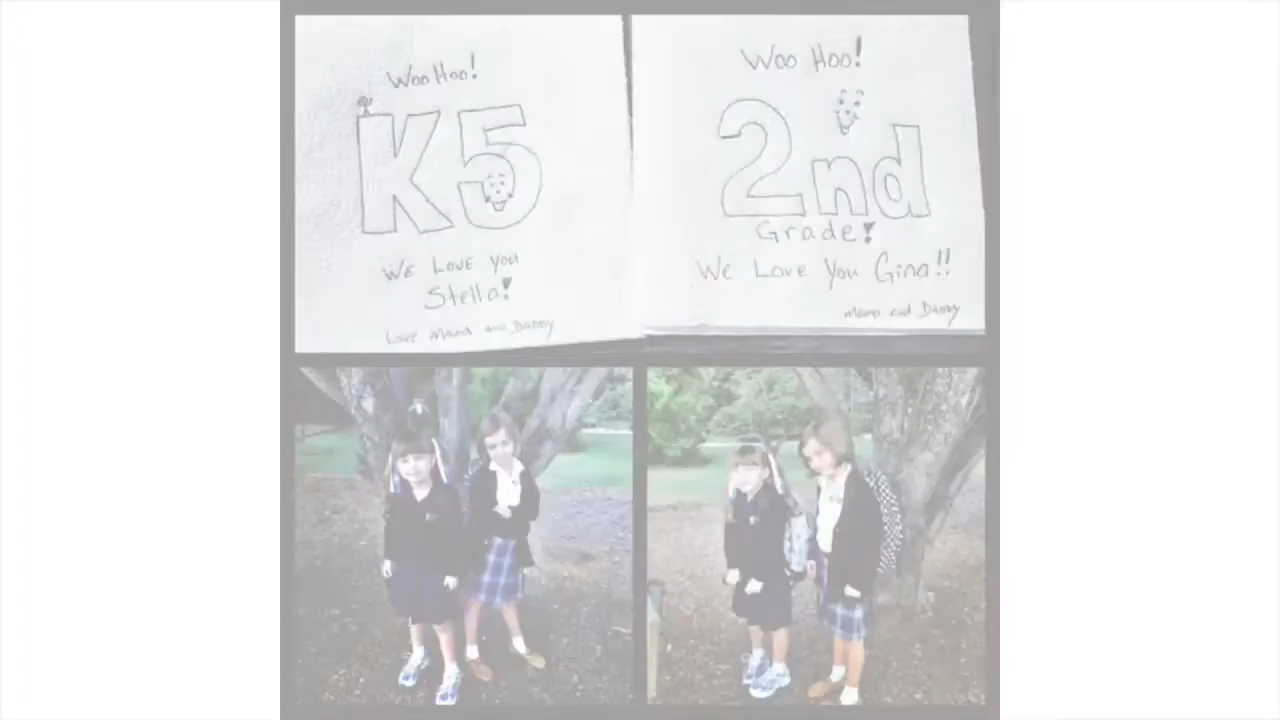 Woo Hoo!
K5
We Love you
Stella!
Love Mama and Daddy
Woo Hoo!
2nd
Grade!
We Love You Gina!!
Mama and Daddy